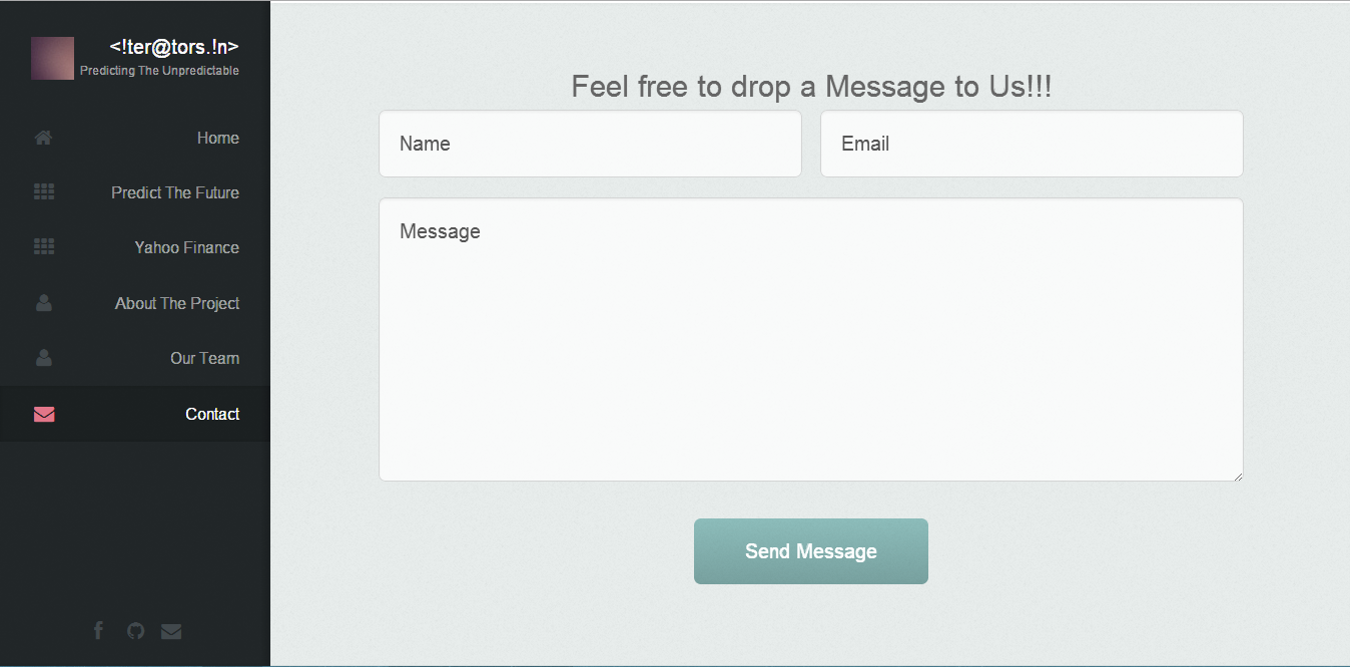 <!ter@tors.!n>
Predicting The Unpredictable
Home
Predict The Future
Yahoo Finance
About The Project
Our Team
Contact
Feel free to drop a Message to Us!!!
Name
Email
Message
Send Message